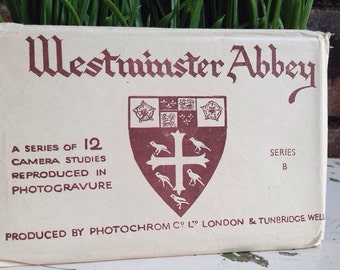 Westminster Abbey
A SERIES OF 12
CAMERA STUDIES
REPRODUCED IN
PHOTOGRAVURE
SERIES
B
PRODUCED BY PHOTOCHROM Cº Lᵀᴰ LONDON & TUNBRIDGE WELL